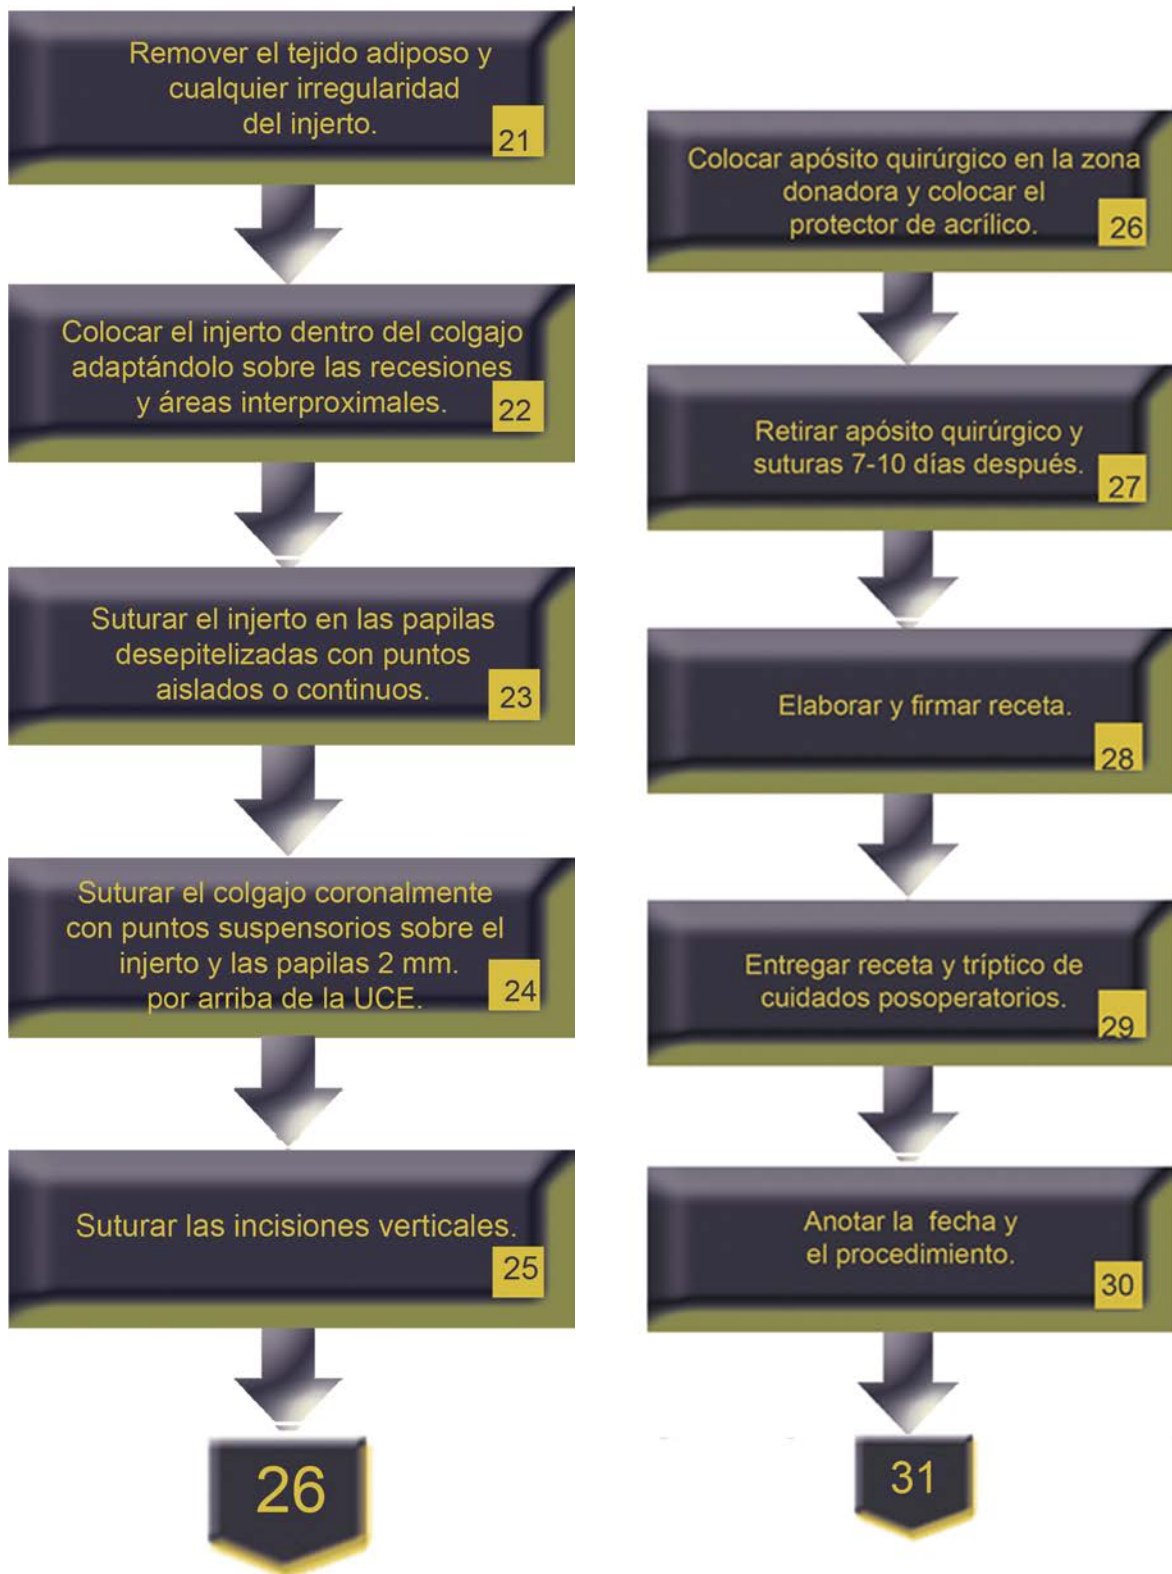 Remover el tejido adiposo y
cualquier irregularidad
del injerto.
21
Colocar el injerto dentro del colgajo
adaptándolo sobre las recesiones
y áreas interproximales.
22
Suturar el injerto en las papilas
desepitelizadas con puntos
aislados o continuos.
23
Suturar el colgajo coronalmente
con puntos suspensorios sobre el
injerto y las papilas 2 mm.
por arriba de la UCE.
24
Suturar las incisiones verticales.
25
26
Colocar apósito quirúrgico en la zona
donadora y colocar el
protector de acrílico.
26
Retirar apósito quirúrgico y
suturas 7-10 días después.
27
Elaborar y firmar receta.
28
Entregar receta y tríptico de
cuidados posoperatorios.
29
Anotar la fecha y
el procedimiento.
30
31